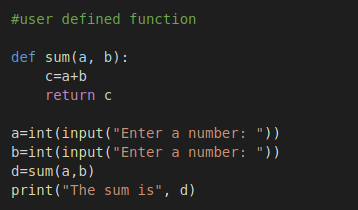 #user defined function
def sum(a, b):
    c=a+b
    return c
a=int(input("Enter a number: "))
b=int(input("Enter a number: "))
d=sum(a,b)
print("The sum is", d)